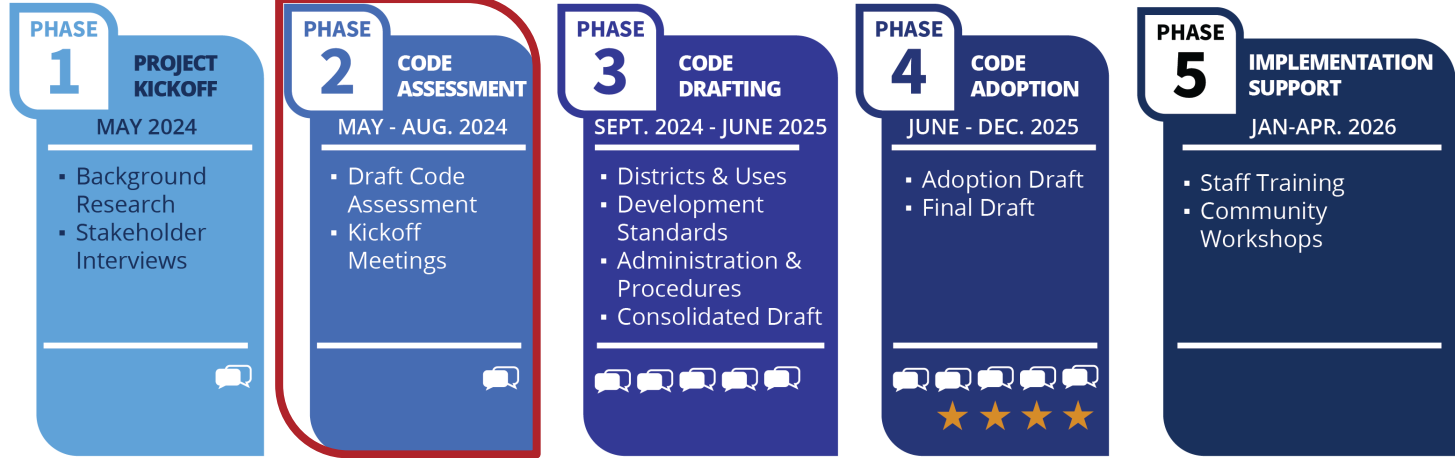 PHASE
1
PROJECT
KICKOFF
MAY 2024
▪ Background
Research
▪ Stakeholder
Interviews
PHASE
2
CODE
ASSESSMENT
MAY - AUG. 2024
▪ Draft Code
Assessment
▪ Kickoff
Meetings
PHASE
3
CODE
DRAFTING
SEPT. 2024 - JUNE 2025
▪ Districts & Uses
▪ Development
Standards
▪ Administration &
Procedures
▪ Consolidated Draft
PHASE
4
CODE
ADOPTION
JUNE - DEC. 2025
▪ Adoption Draft
▪ Final Draft
PHASE
5
IMPLEMENTATION
SUPPORT
JAN-APR. 2026
▪ Staff Training
▪ Community
Workshops